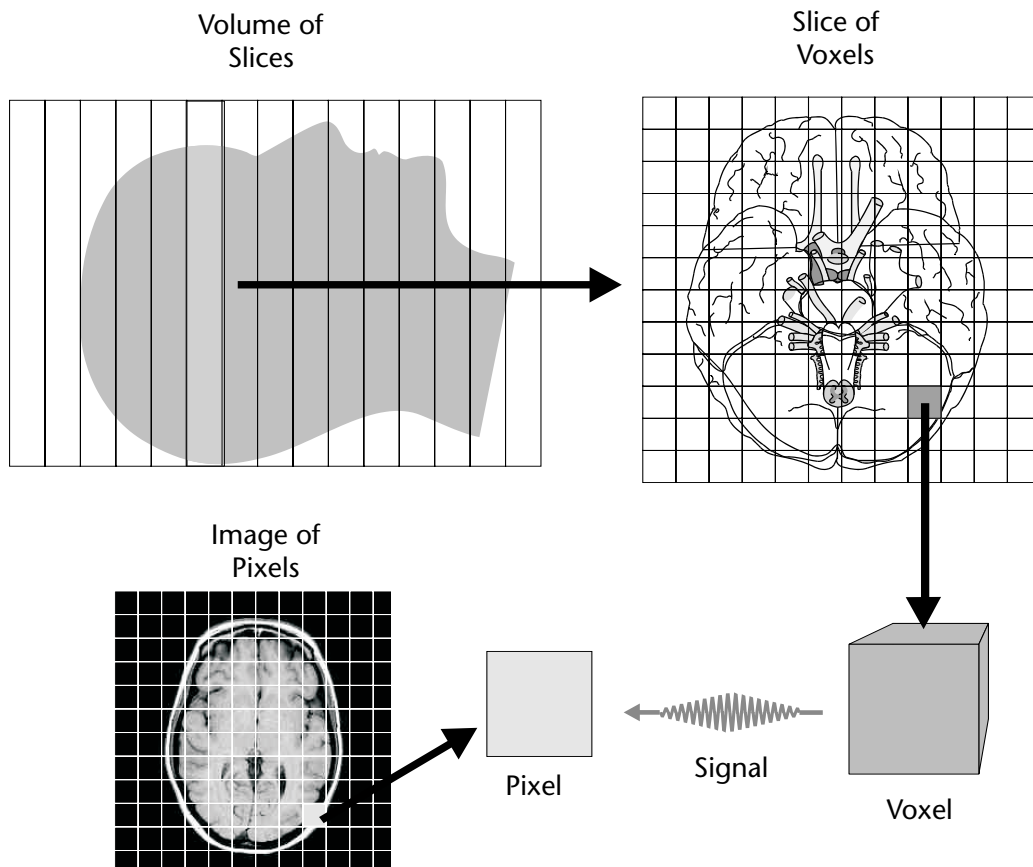 Volume of
Slices
Slice of
Voxels
Image of
Pixels
Pixel
Signal
Voxel